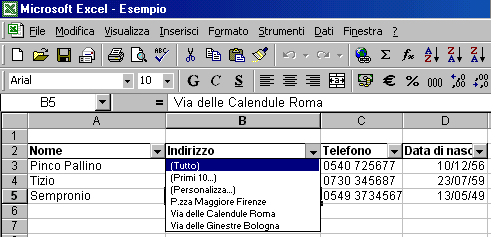 Microsoft Excel - Esempio
File Modifica Visualizza Inserisci Formato Strumenti Dati Finestra
Arial 10 G C S € % 000
B5 = Via delle Calendule Roma
A B C D
1
2 Nome Indirizzo Telefono Data di nasc
3 Pinco Pallino (Tutto) 0540 725677 10/12/56
(Primi 10...)
4 Tizio (Personalizza...) 0730 345687 23/07/59
5 Sempronio P.zza Maggiore Firenze 0549 3734567 13/05/49
6 Via delle Calendule Roma
7 Via delle Ginestre Bologna